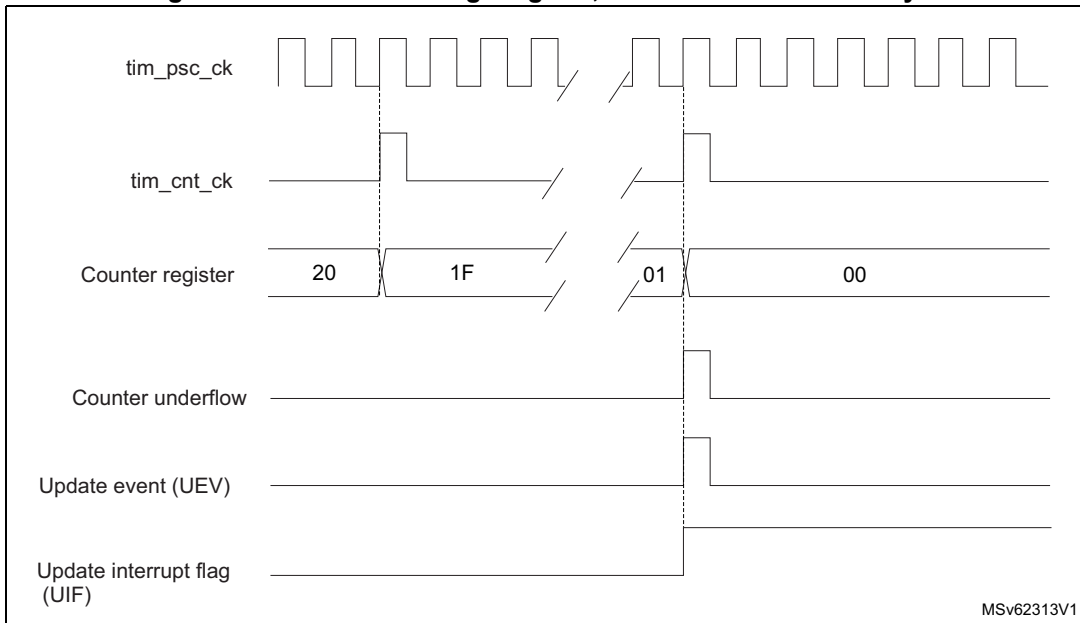 tim_psc_ck
tim_cnt_ck
Counter register
20
1F
01
00
Counter underflow
Update event (UEV)
Update interrupt flag
(UIF)
MSv62313V1